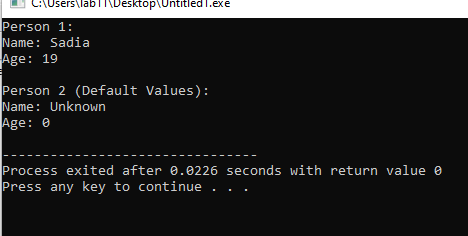 C:\Users\lab11\Desktop\Untitled1.exe
Person 1:
Name: Sadia
Age: 19
Person 2 (Default Values):
Name: Unknown
Age: 0
--------------------------------
Process exited after 0.0226 seconds with return value 0
Press any key to continue . . .